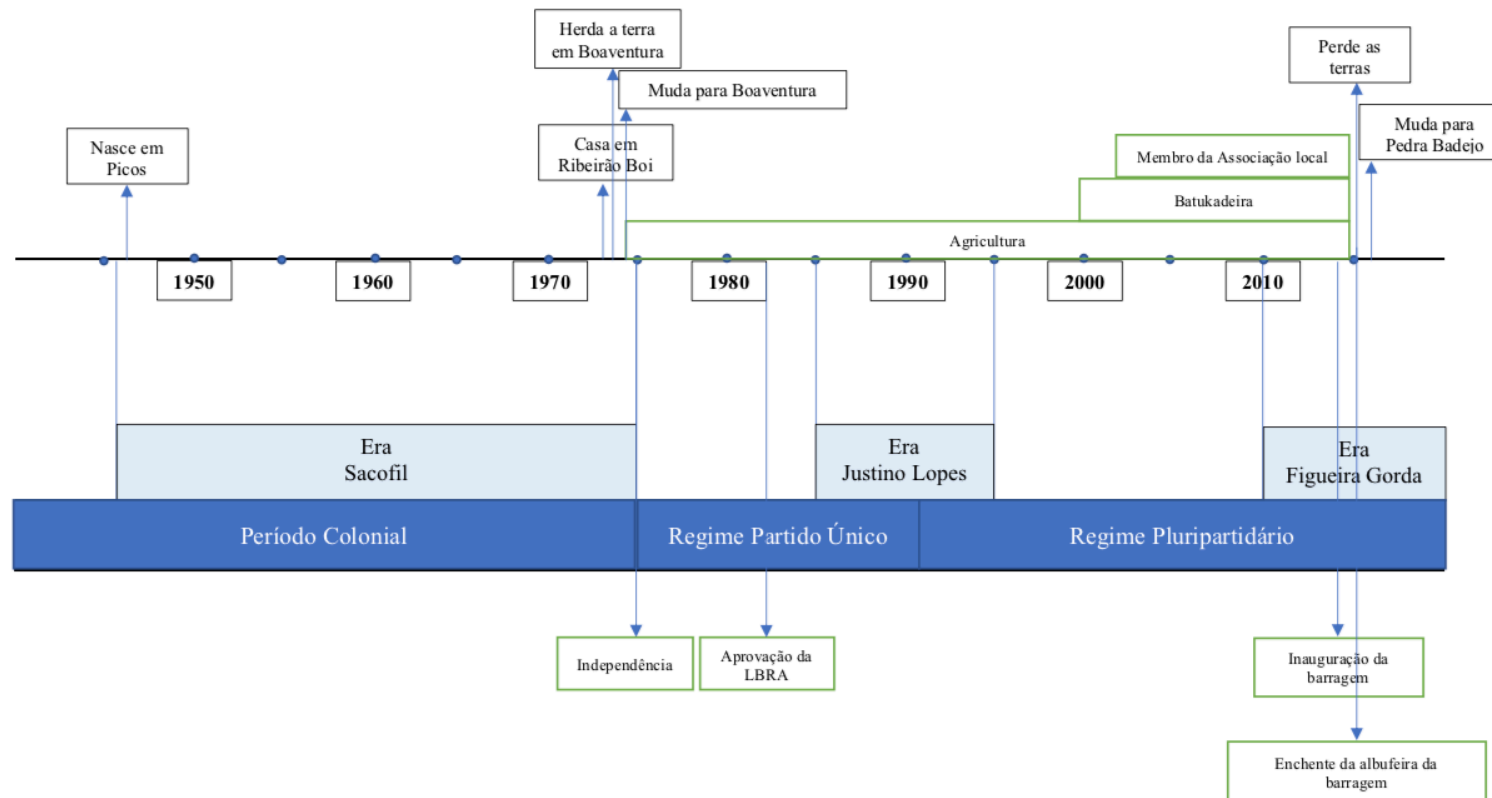 Herda a terra
em Boaventura
Perde as
terras
Muda para Boaventura
Muda para
Pedra Badejo
Nasce em
Picos
Casa em
Ribeirão Boi
Membro da Associação local
Batukadeira
Agricultura
1950
1960
1970
1980
1990
2000
2010
Era
Sacofil
Era
Justino Lopes
Era
Figueira Gorda
Período Colonial
Regime Partido Único
Regime Pluripartidário
Independência
Aprovação da
LBRA
Inauguração da
barragem
Enchente da albufeira da
barragem